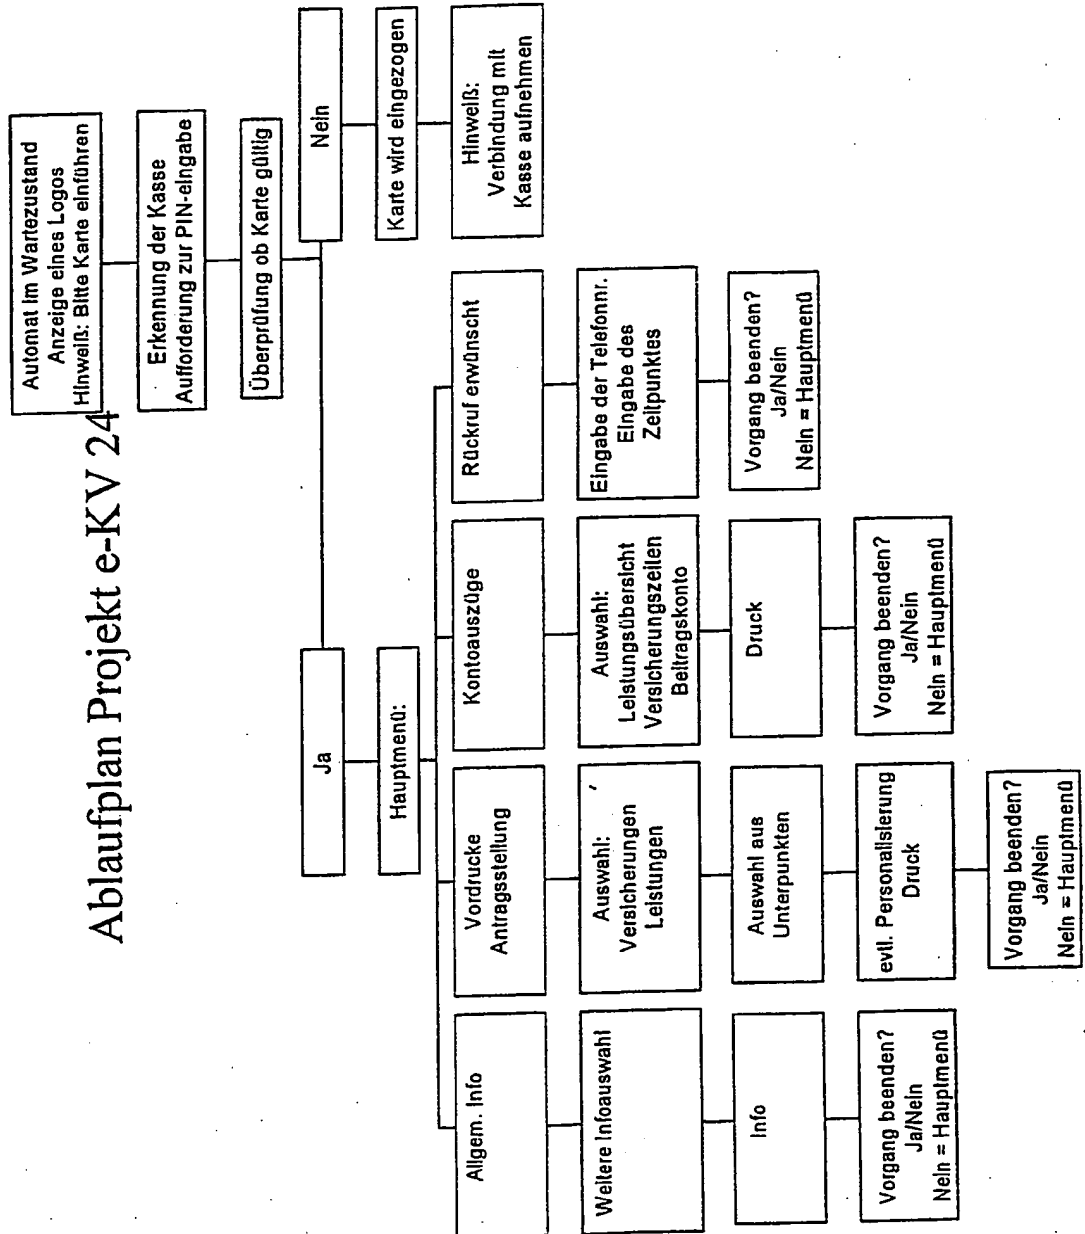 Ablaufplan Projekt e-KV 24
Automat im Wartezustand
Anzeige eines Logos
Hinweiß: Bitte Karte einführen
Erkennung der Kasse
Aufforderung zur PIN-eingabe
Überprüfung ob Karte gültig
Ja
Nein
Hauptmenü:
Karte wird eingezogen
Hinweiß:
Verbindung mit
Kasse aufnehmen
Allgem. Info
Weitere Infoauswahl
Info
Vorgang beenden?
Ja/Nein
Nein = Hauptmenü
Vordrucke
Antragsstellung
Auswahl:
Versicherungen
Leistungen
Auswahl aus
Unterpunkten
evtl. Personalisierung
Druck
Vorgang beenden?
Ja/Nein
Nein = Hauptmenü
Kontoauszüge
Auswahl:
Leistungsübersicht
Versicherungszeilen
Beitragskonto
Druck
Vorgang beenden?
Ja/Nein
Nein = Hauptmenü
Rückruf erwünscht
Eingabe der Telefonnr.
Eingabe des
Zeitpunktes
Vorgang beenden?
Ja/Nein
Nein = Hauptmenü